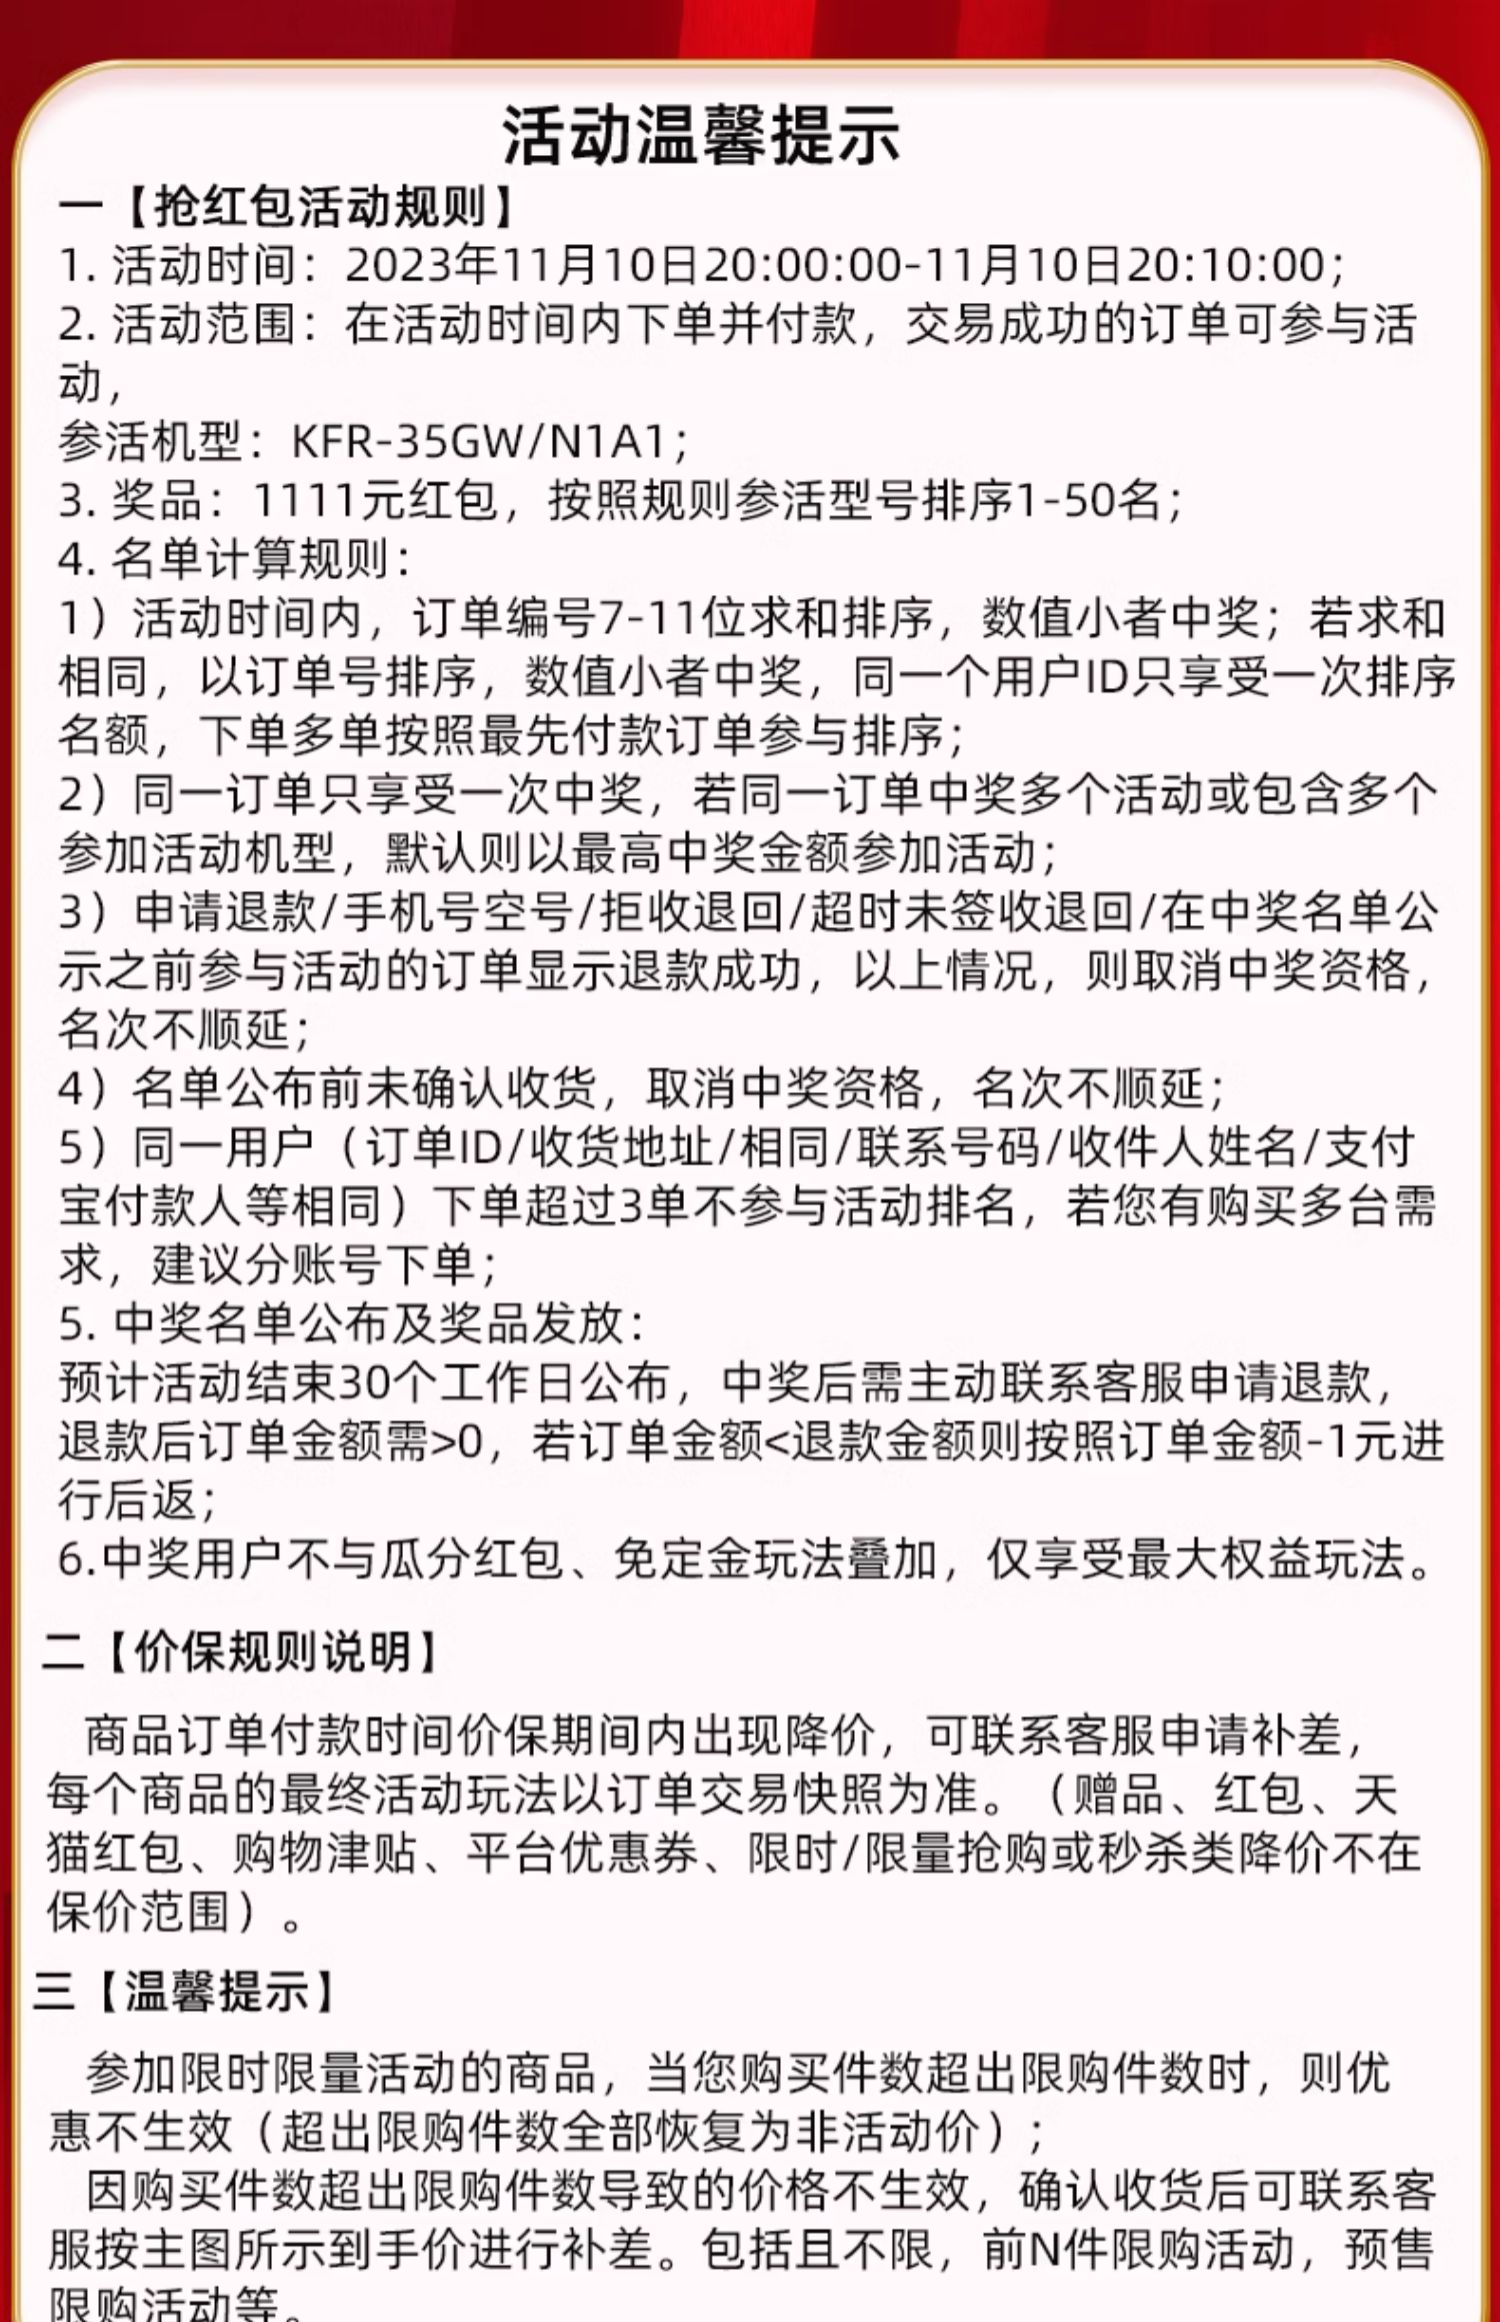 活动温馨提示
一【抢红包活动规则】
1. 活动时间：2023年11月10日20:00:00-11月10日20:10:00；
2. 活动范围：在活动时间内下单并付款，交易成功的订单可参与活
动，
参活机型：KFR-35GW/N1A1；
3. 奖品：1111元红包，按照规则参活型号排序1-50名；
4. 名单计算规则：
1）活动时间内，订单编号7-11位求和排序，数值小者中奖；若求和
相同，以订单号排序，数值小者中奖，同一个用户ID只享受一次排序
名额，下单多单按照最先付款订单参与排序；
2）同一订单只享受一次中奖，若同一订单中奖多个活动或包含多个
参加活动机型，默认则以最高中奖金额参加活动；
3）申请退款/手机号空号/拒收退回/超时未签收退回/在中奖名单公
示之前参与活动的订单显示退款成功，以上情况，则取消中奖资格，
名次不顺延；
4）名单公布前未确认收货，取消中奖资格，名次不顺延；
5）同一用户（订单ID/收货地址/相同/联系号码/收件人姓名/支付
宝付款人等相同）下单超过3单不参与活动排名，若您有购买多台需
求，建议分账号下单；
5. 中奖名单公布及奖品发放：
预计活动结束30个工作日公布，中奖后需主动联系客服申请退款，
退款后订单金额需>0，若订单金额<退款金额则按照订单金额-1元进
行后返；
6.中奖用户不与瓜分红包、免定金玩法叠加，仅享受最大权益玩法。
二【价保规则说明】
商品订单付款时间价保期间内出现降价，可联系客服申请补差，
每个商品的最终活动玩法以订单交易快照为准。（赠品、红包、天
猫红包、购物津贴、平台优惠券、限时/限量抢购或秒杀类降价不在
保价范围）。
三【温馨提示】
参加限时限量活动的商品，当您购买件数超出限购件数时，则优
惠不生效（超出限购件数全部恢复为非活动价）；
因购买件数超出限购件数导致的价格不生效，确认收货后可联系客
服按主图所示到手价进行补差。包括且不限，前N件限购活动，预售
限购活动等。